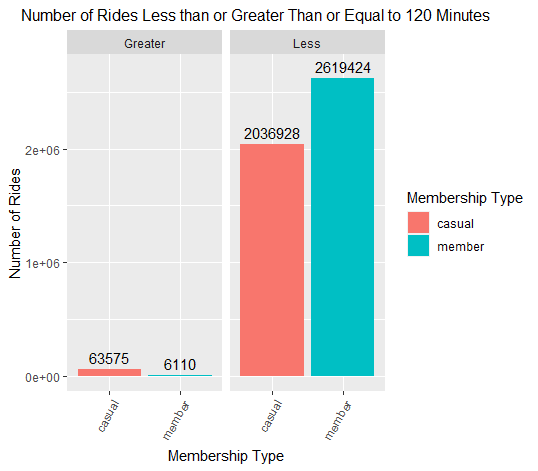 Number of Rides Less than or Greater Than or Equal to 120 Minutes
Greater
Less
2619424
2036928
63575
6110
2e+06
1e+06
0e+00
Number of Rides
casual
member
casual
member
Membership Type
Membership Type
casual
member